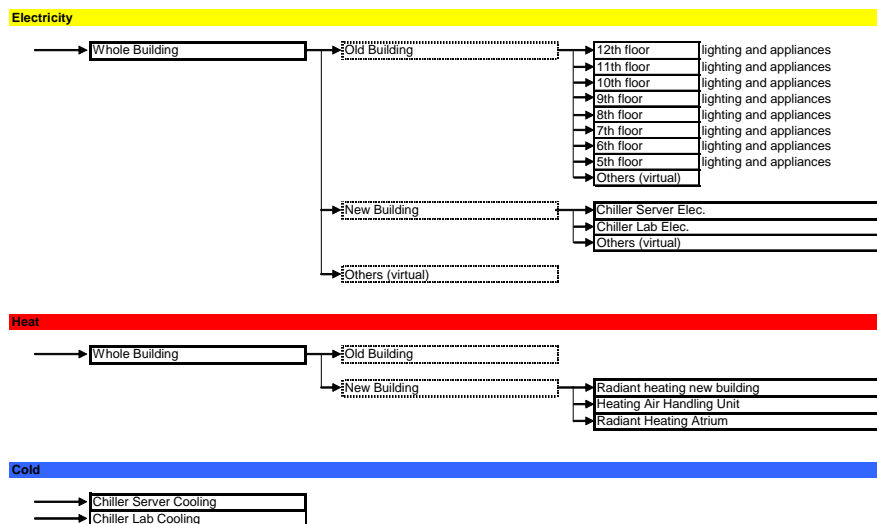 Electricity
Whole Building Old Building 12th floor lighting and appliances
11th floor lighting and appliances
10th floor lighting and appliances
9th floor lighting and appliances
8th floor lighting and appliances
7th floor lighting and appliances
6th floor lighting and appliances
5th floor lighting and appliances
Others (virtual)
New Building Chiller Server Elec.
Chiller Lab Elec.
Others (virtual)
Others (virtual)
Heat
Whole Building Old Building
New Building Radiant heating new building
Heating Air Handling Unit
Radiant Heating Atrium
Cold
Chiller Server Cooling
Chiller Lab Cooling